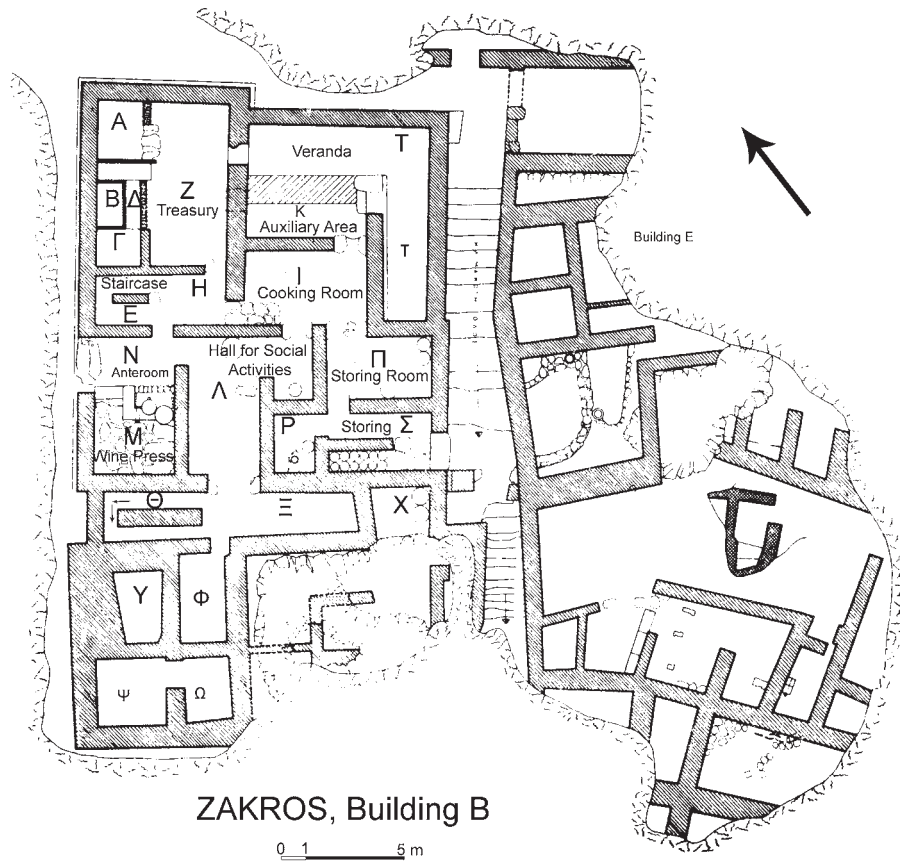 Α
Veranda
Τ
Ζ
Treasury
Β
Δ
Κ
Auxiliary Area
Γ
Τ
Building E
Staircase
Η
Ι
Cooking Room
Ε
Ν
Anteroom
Hall for Social
Activities
Λ
Π
Storing Room
Μ
Wine Press
Ρ
Storing
Σ
Θ
Ξ
Χ
Υ
Φ
Ψ
Ω
ZAKROS, Building B
0 1 5 m